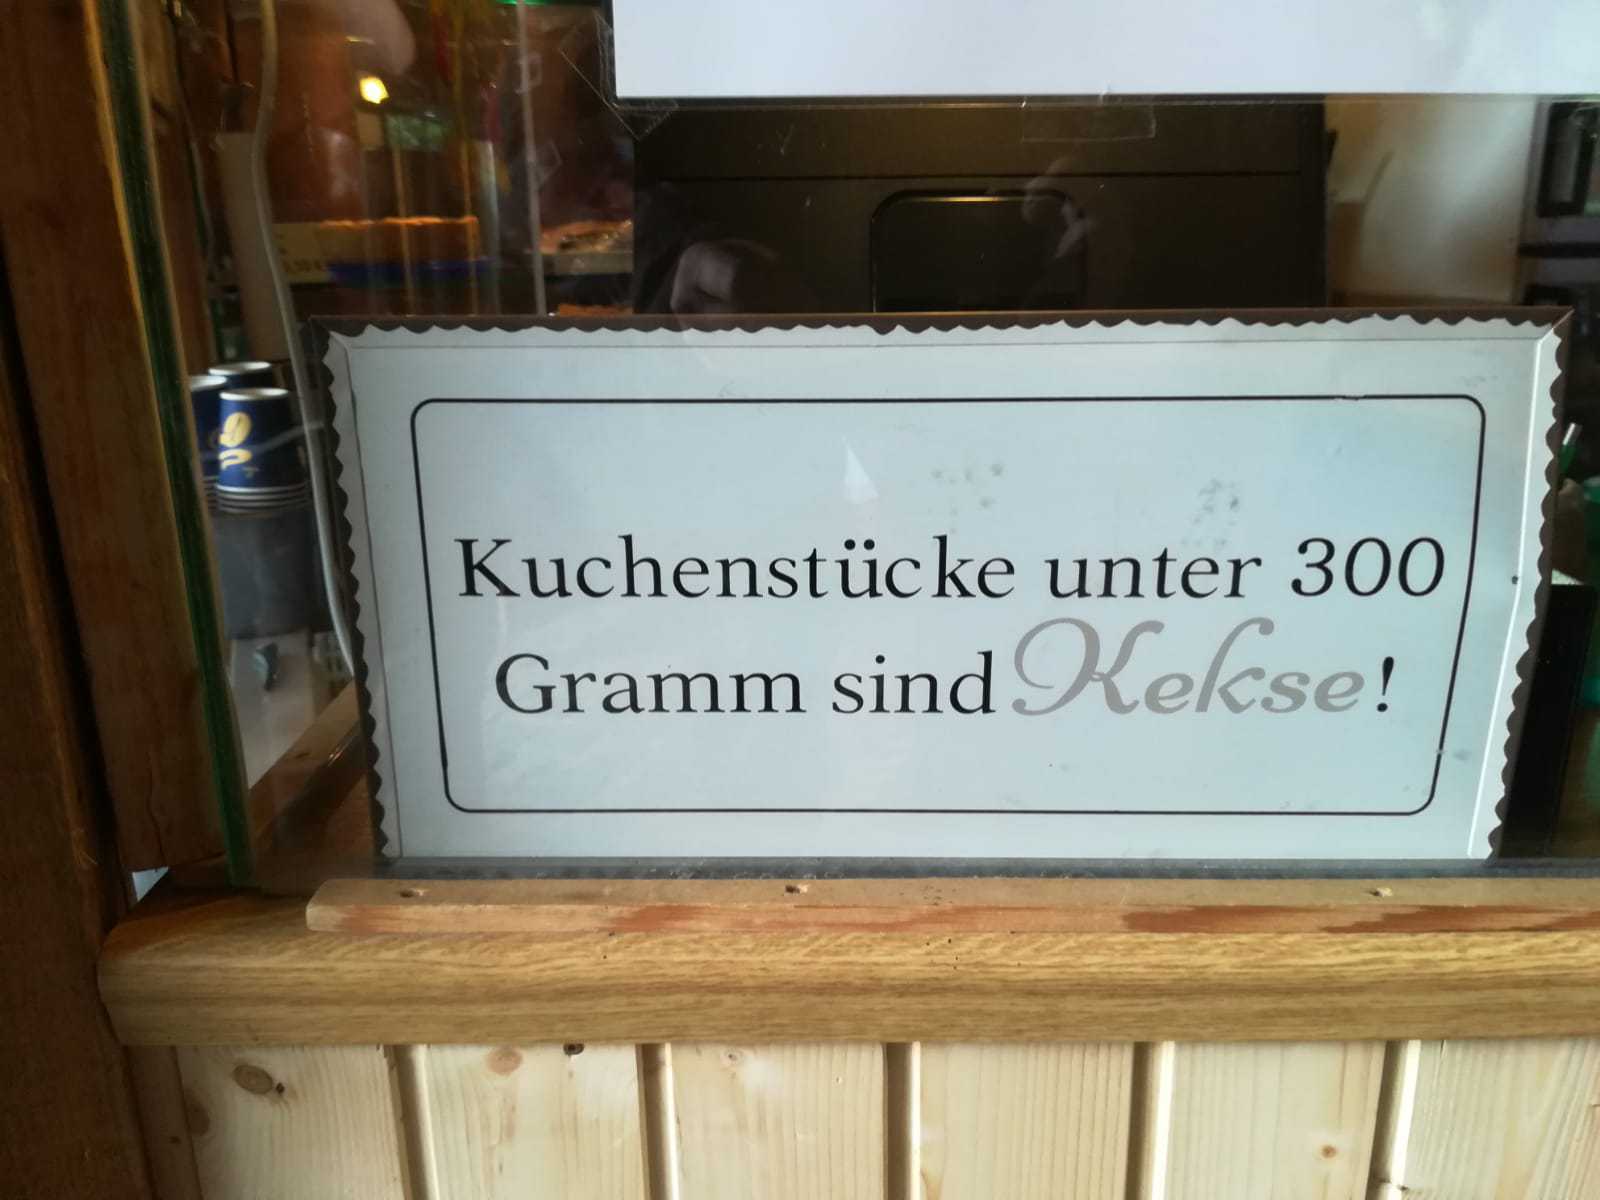 Kuchenstücke unter 300
Gramm sind Kekse!